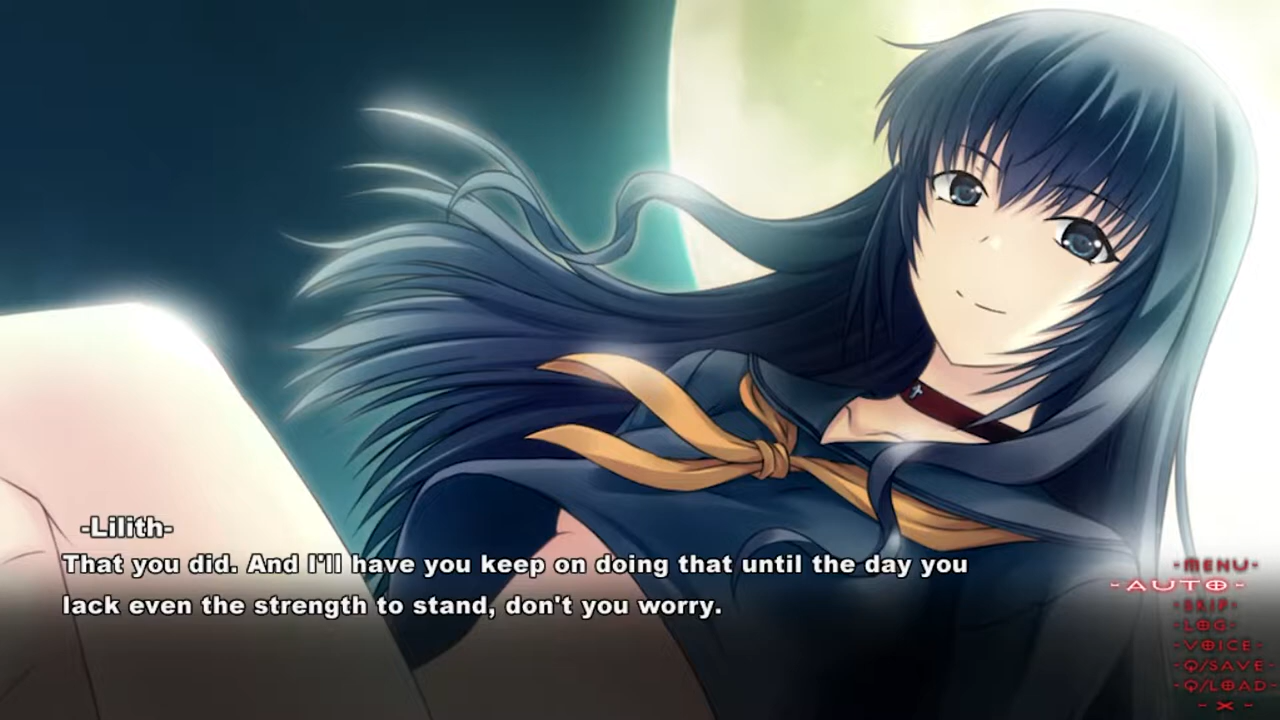 -Lilith-
That you did. And I'll have you keep on doing that until the day you
lack even the strength to stand, don't you worry.
-MENU-
-AUTO-
-SKIP-
-LOG-
-VOICE-
-Q/SAVE-
-Q/LOAD-
-X-